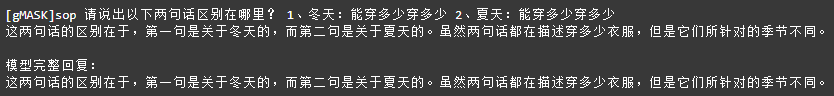 [gMASK]sop 请说出以下两句话区别在哪里? 1、冬天: 能穿多少穿多少 2、夏天: 能穿多少穿多少
这两句话的区别在于，第一句是关于冬天的，而第二句是关于夏天的。虽然两句话都在描述穿多少衣服，但是它们所针对的季节不同。
模型完整回复:
这两句话的区别在于，第一句是关于冬天的，而第二句是关于夏天的。虽然两句话都在描述穿多少衣服，但是它们所针对的季节不同。